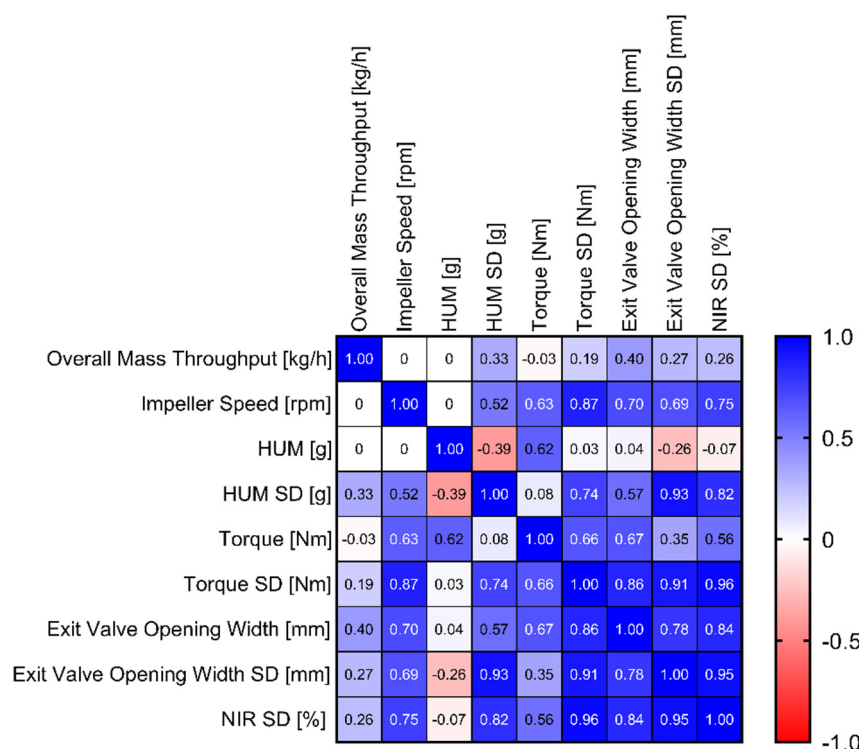 Overall Mass Throughput [kg/h]
Impeller Speed [rpm]
HUM [g]
HUM SD [g]
Torque [Nm]
Torque SD [Nm]
Exit Valve Opening Width [mm]
Exit Valve Opening Width SD [mm]
NIR SD [%]
Overall Mass Throughput [kg/h] 1.00 0 0 0.33 -0.03 0.19 0.40 0.27 0.26
Impeller Speed [rpm] 0 1.00 0 0.52 0.63 0.87 0.70 0.69 0.75
HUM [g] 0 0 1.00 -0.39 0.62 0.03 0.04 -0.26 -0.07
HUM SD [g] 0.33 0.52 -0.39 1.00 0.08 0.74 0.57 0.93 0.82
Torque [Nm] -0.03 0.63 0.62 0.08 1.00 0.66 0.67 0.35 0.56
Torque SD [Nm] 0.19 0.87 0.03 0.74 0.66 1.00 0.86 0.91 0.96
Exit Valve Opening Width [mm] 0.40 0.70 0.04 0.57 0.67 0.86 1.00 0.78 0.84
Exit Valve Opening Width SD [mm] 0.27 0.69 -0.26 0.93 0.35 0.91 0.78 1.00 0.95
NIR SD [%] 0.26 0.75 -0.07 0.82 0.56 0.96 0.84 0.95 1.00
1.0
0.5
0
-0.5
-1.0